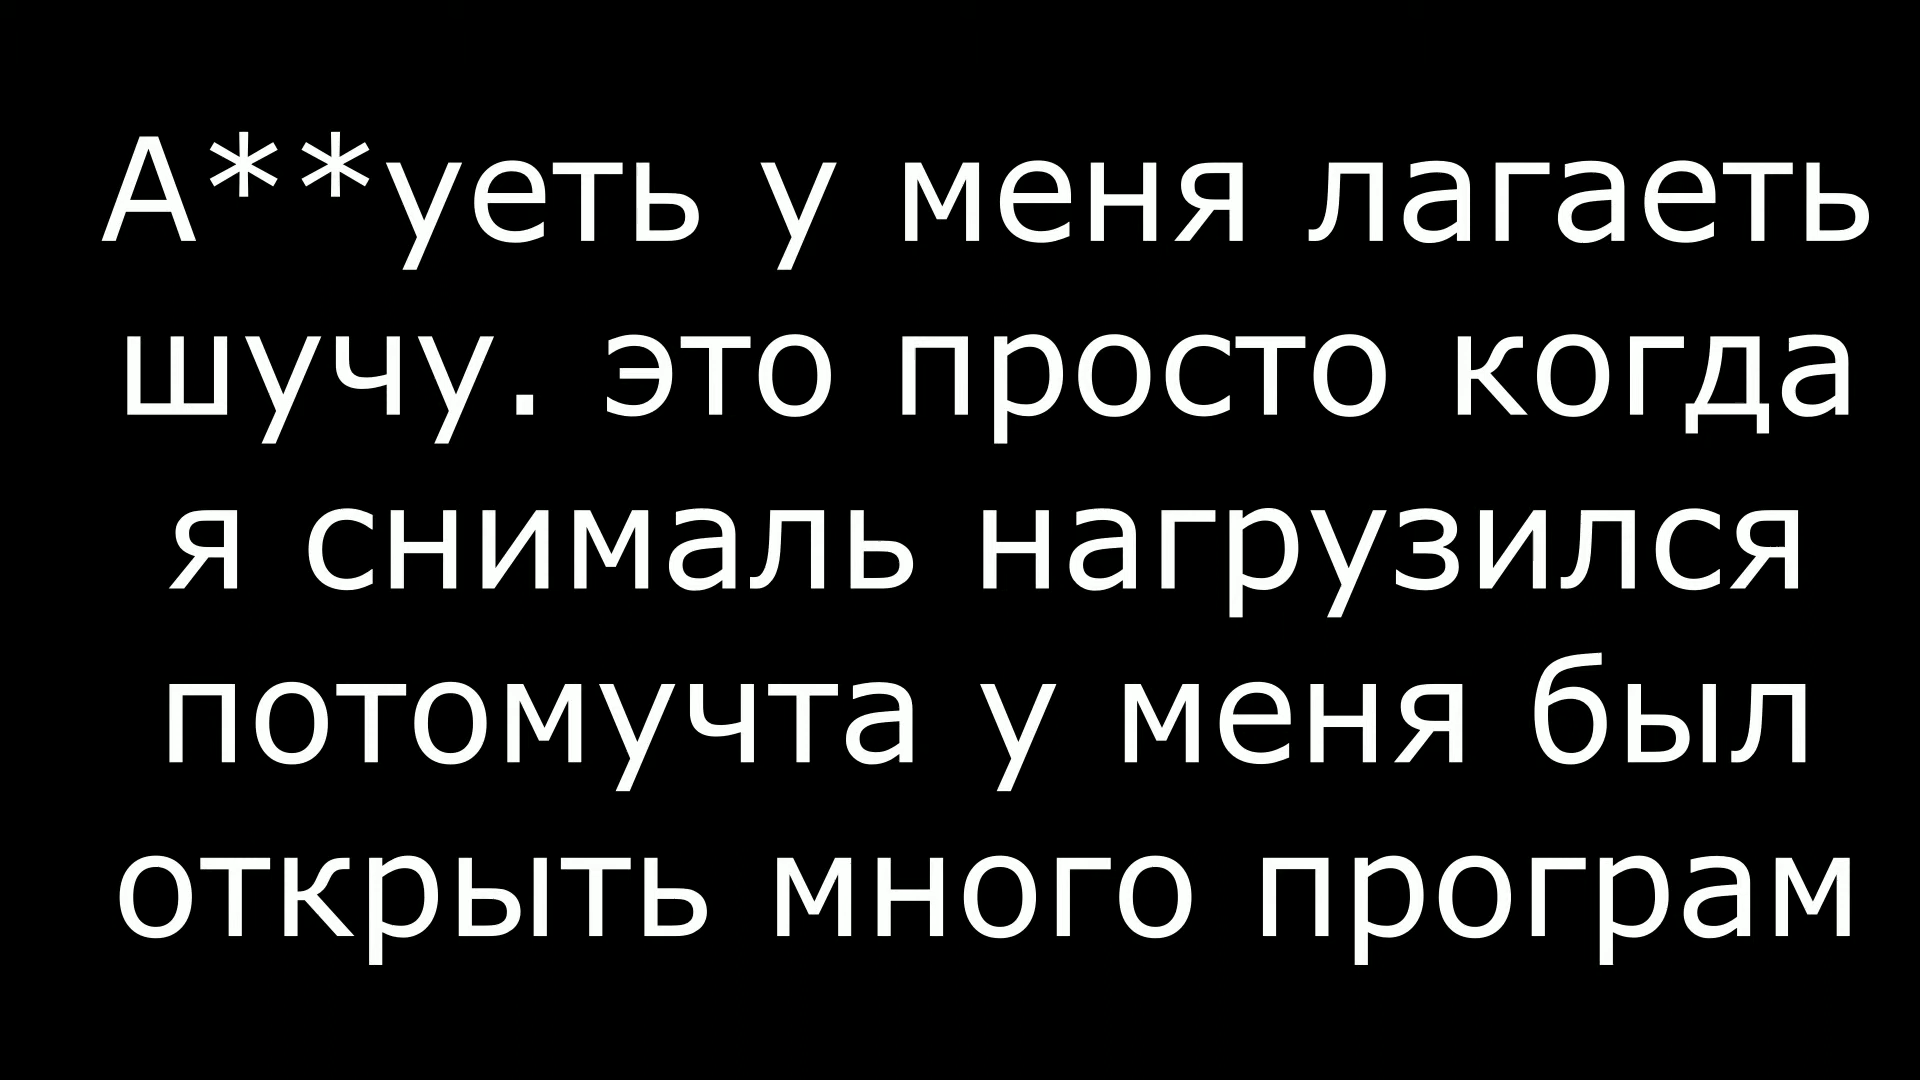 А**уеть у меня лагаеть
шучу. это просто когда
я снималь нагрузился
потомучта у меня был
открыть много програм